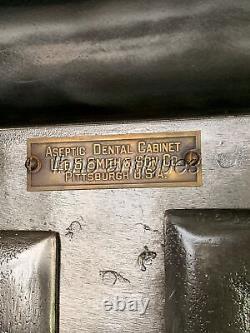 ASEPTIC DENTAL CABINET
LEE S. SMITH & SON CO.
PITTSBURGH U.S.A.